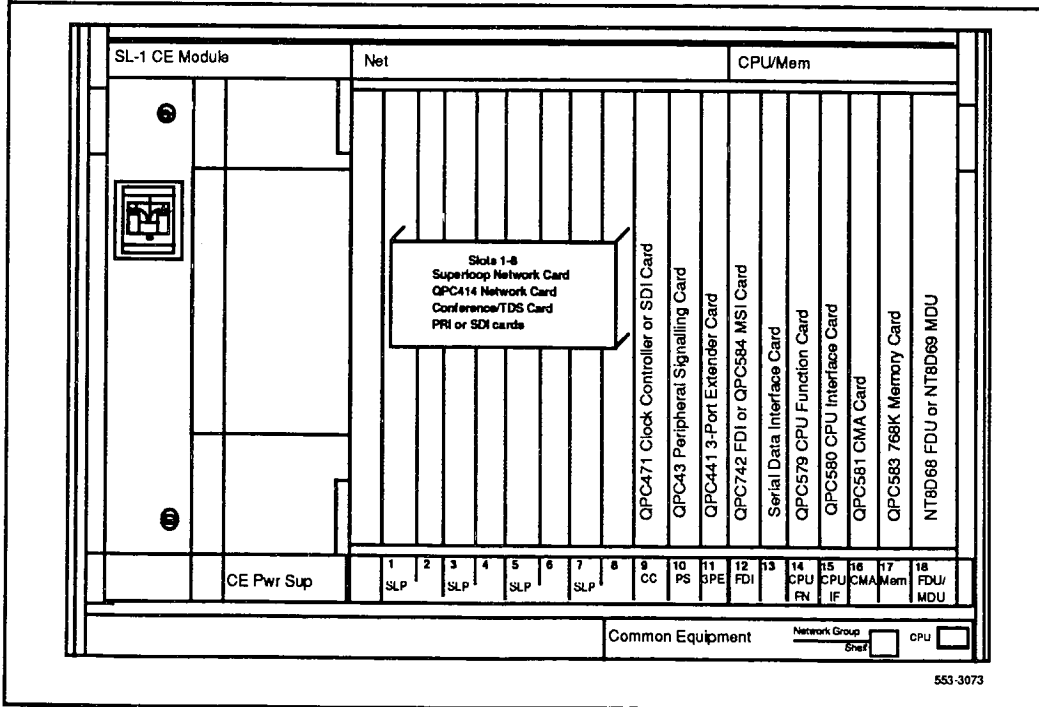 SL-1 CE Module
Net
CPU/Mem
Slots 1-8
Superloop Network Card
QPC414 Network Card
Conference/TDS Card
PRI or SDI cards
QPC471 Clock Controller or SDI Card
QPC43 Peripheral Signalling Card
QPC441 3-Port Extender Card
QPC742 FDI or QPC584 MSI Card
Serial Data Interface Card
QPC579 CPU Function Card
QPC580 CPU Interface Card
QPC581 CMA Card
QPC583 768K Memory Card
NT8D68 FDU or NT8D69 MDU
CE Pwr Sup
1 SLP
2
3 SLP
4
5 SLP
6
7 SLP
8
9 CC
10 PS
11 3PE
12 FDI
13
14 CPU FN
15 CPU IF
16 CMA
17 Mem
18 FDU/ MDU
Common Equipment
Network Group
Shelf
CPU
553-3073